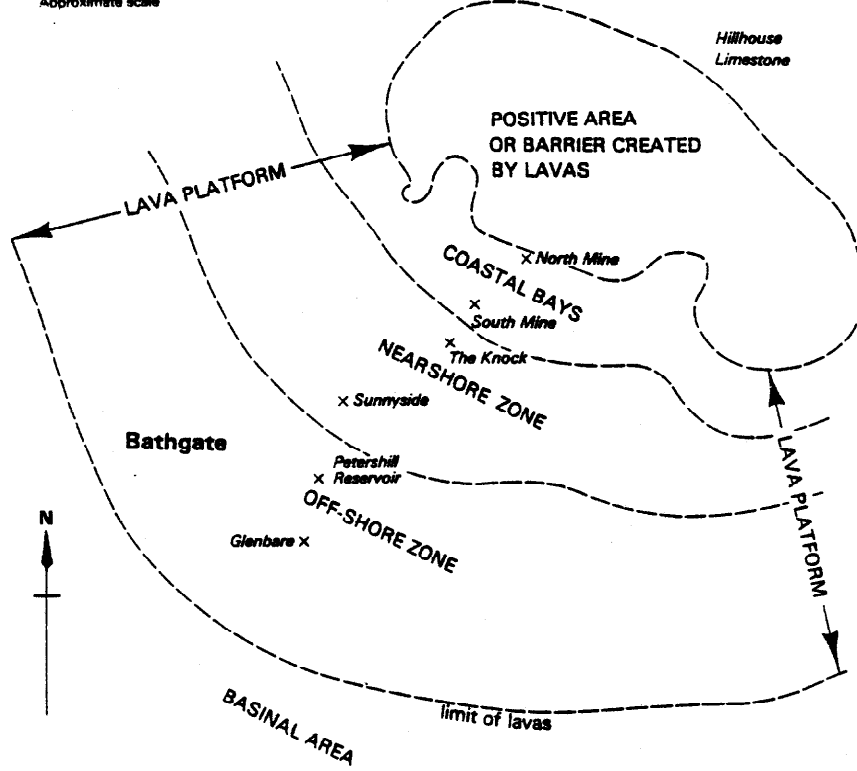 Approximate scale
Hillhouse
Limestone
POSITIVE AREA
OR BARRIER CREATED
BY LAVAS
LAVA PLATFORM
North Mine
COASTAL BAYS
South Mine
The Knock
NEARSHORE ZONE
Sunnyside
Bathgate
Petershill
Reservoir
OFF-SHORE ZONE
Glenbare
LAVA PLATFORM
N
BASINAL AREA
limit of lavas